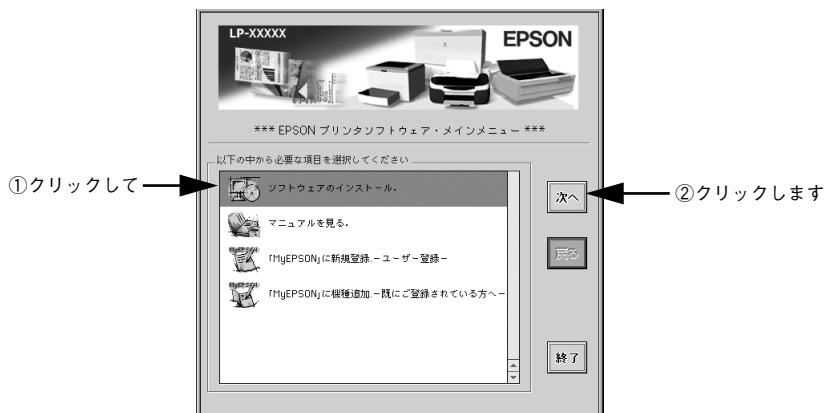 LP-XXXXX
EPSON
*** EPSON プリンタソフトウェア・メインメニュー ***
以下の中から必要な項目を選択してください
①クリックして
ソフトウェアのインストール.
次へ
②クリックします
マニュアルを見る.
「MyEPSON」に新規登録.－ユーザー登録－
戻る
「MyEPSON」に機種追加.－既にご登録されている方へ－
終了